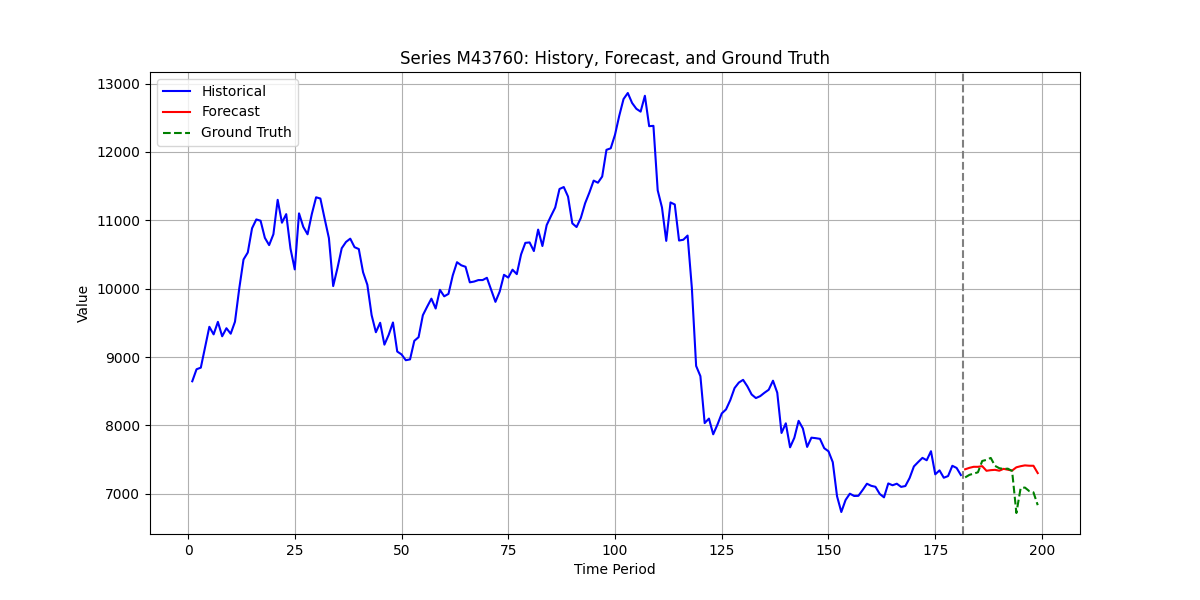 Series M43760: History, Forecast, and Ground Truth
Historical
Forecast
Ground Truth
Value
13000
12000
11000
10000
9000
8000
7000
0 25 50 75 100 125 150 175 200
Time Period